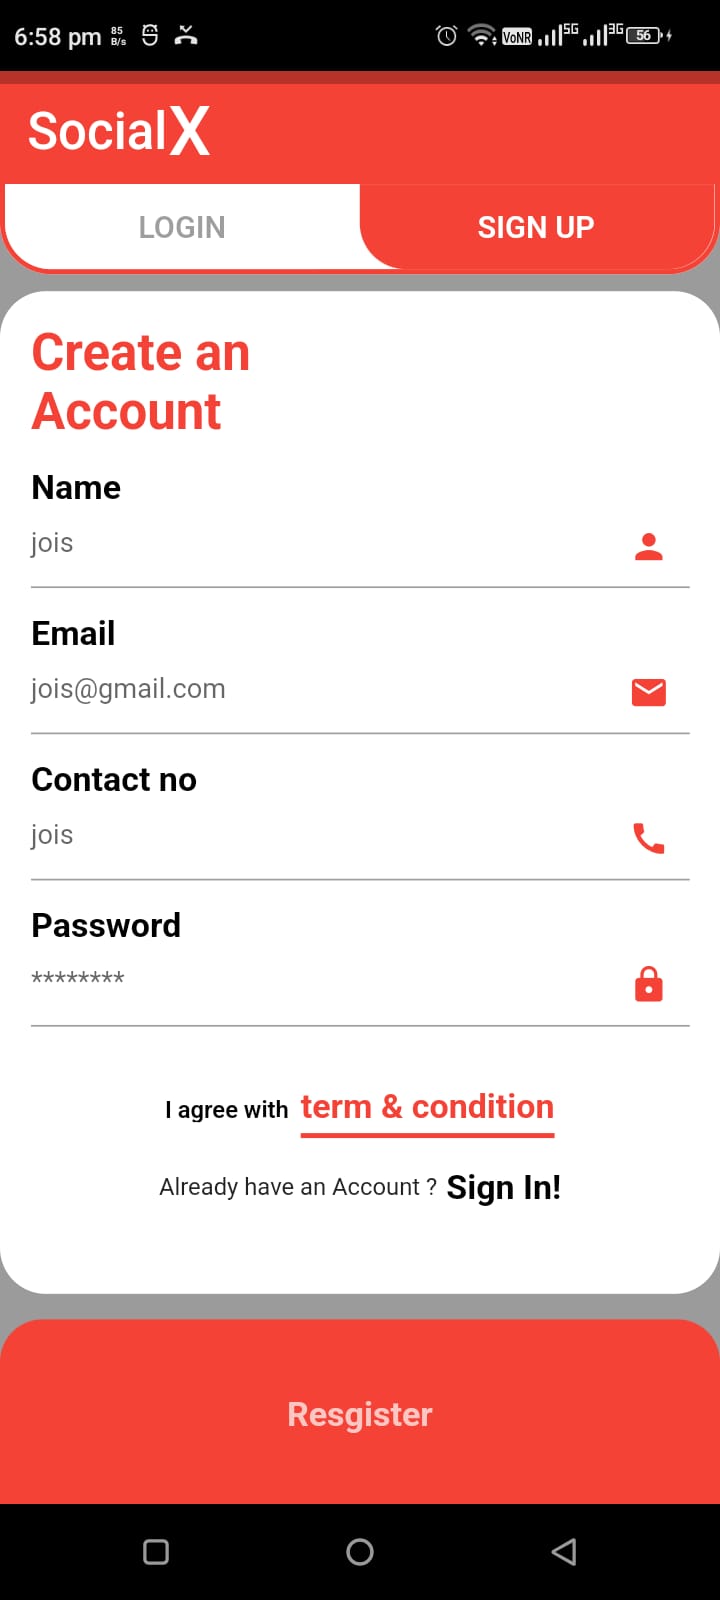 6:58 pm 85 B/s VoNR 5G 3G 56
SocialX
LOGIN SIGN UP
Create an
Account
Name
jois
Email
jois@gmail.com
Contact no
jois
Password
********
I agree with term & condition
Already have an Account ? Sign In!
Resgister